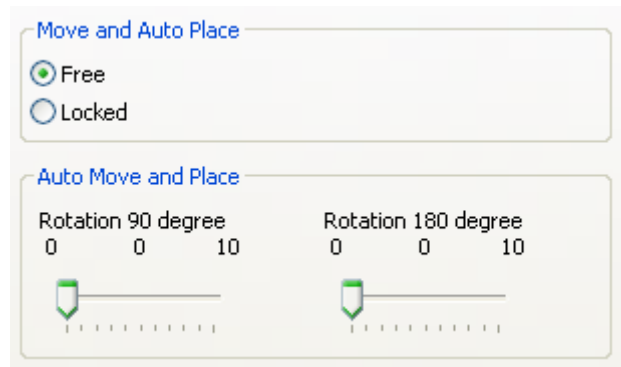 Move and Auto Place
Free
Locked
Auto Move and Place
Rotation 90 degree Rotation 180 degree
0 0 10 0 0 10